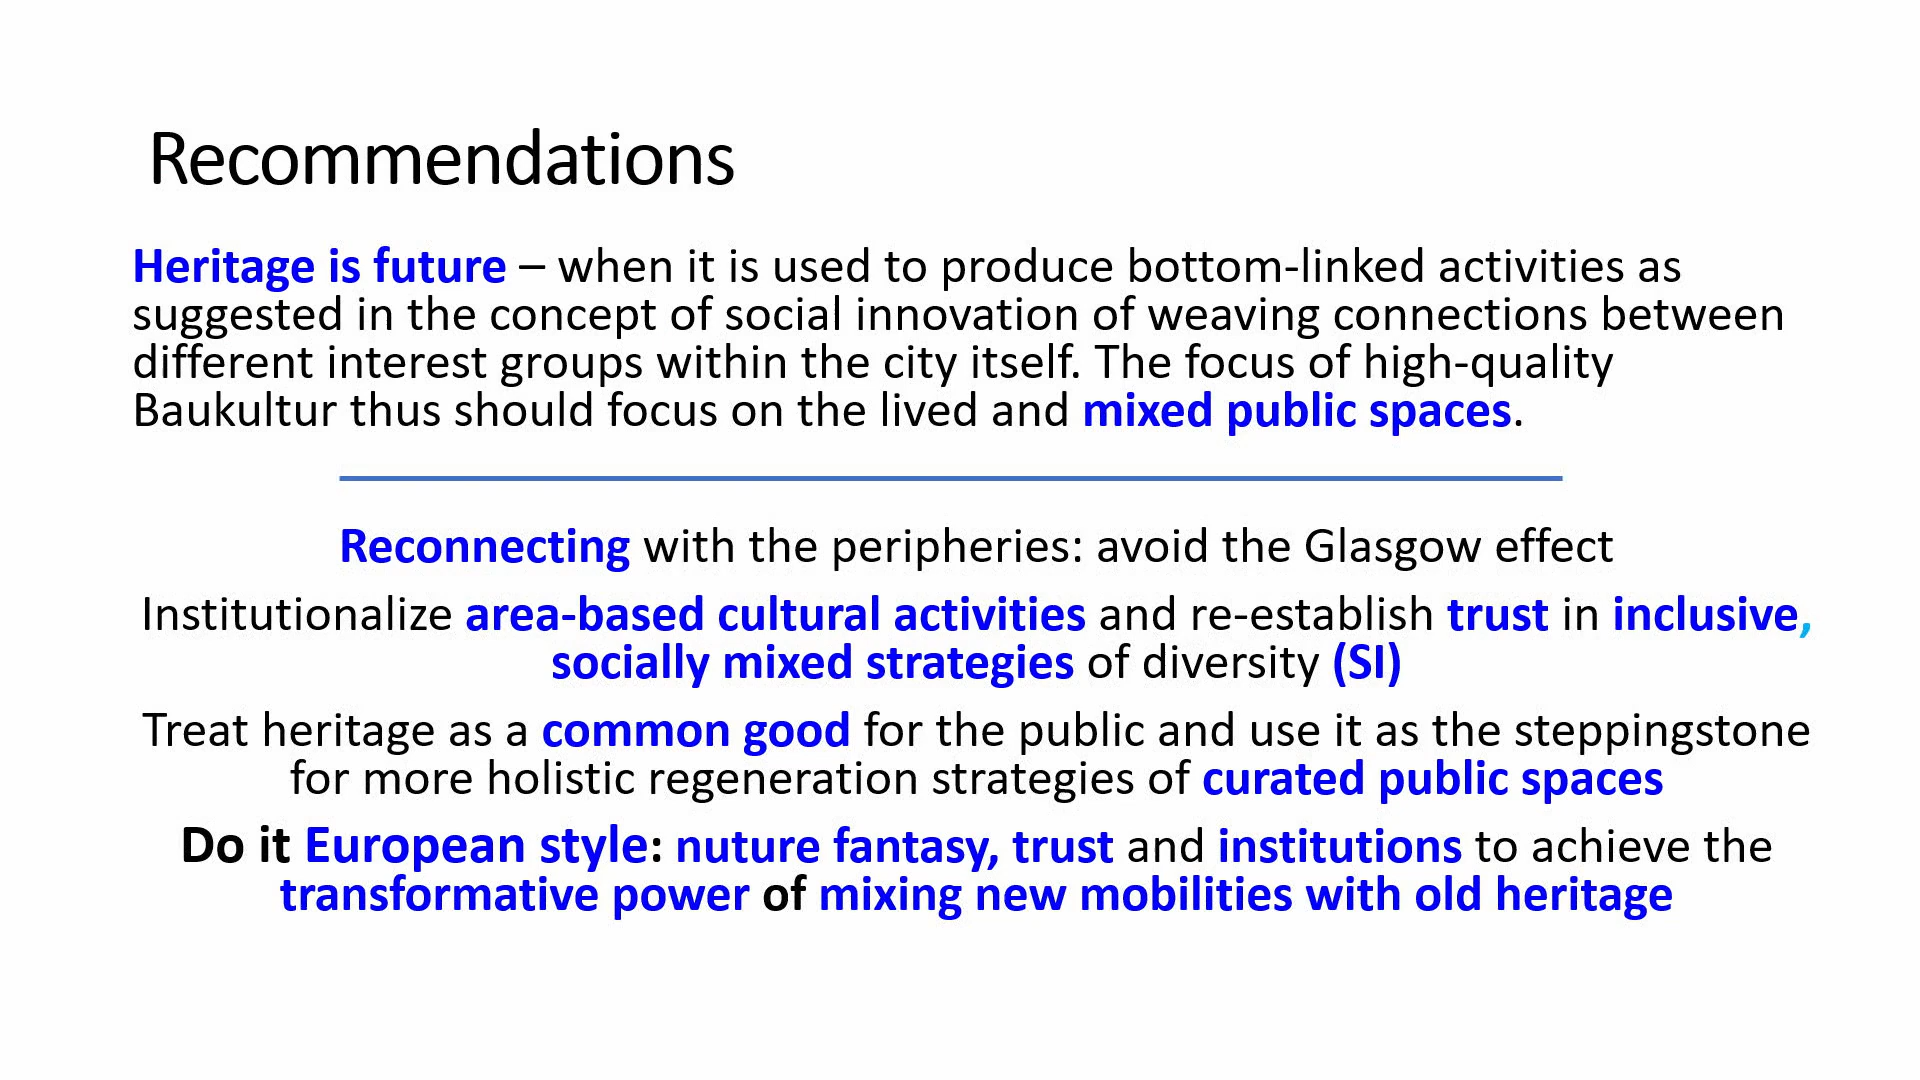 Recommendations
Heritage is future – when it is used to produce bottom-linked activities as
suggested in the concept of social innovation of weaving connections between
different interest groups within the city itself. The focus of high-quality
Baukultur thus should focus on the lived and mixed public spaces.
Reconnecting with the peripheries: avoid the Glasgow effect
Institutionalize area-based cultural activities and re-establish trust in inclusive,
socially mixed strategies of diversity (SI)
Treat heritage as a common good for the public and use it as the steppingstone
for more holistic regeneration strategies of curated public spaces
Do it European style: nuture fantasy, trust and institutions to achieve the
transformative power of mixing new mobilities with old heritage